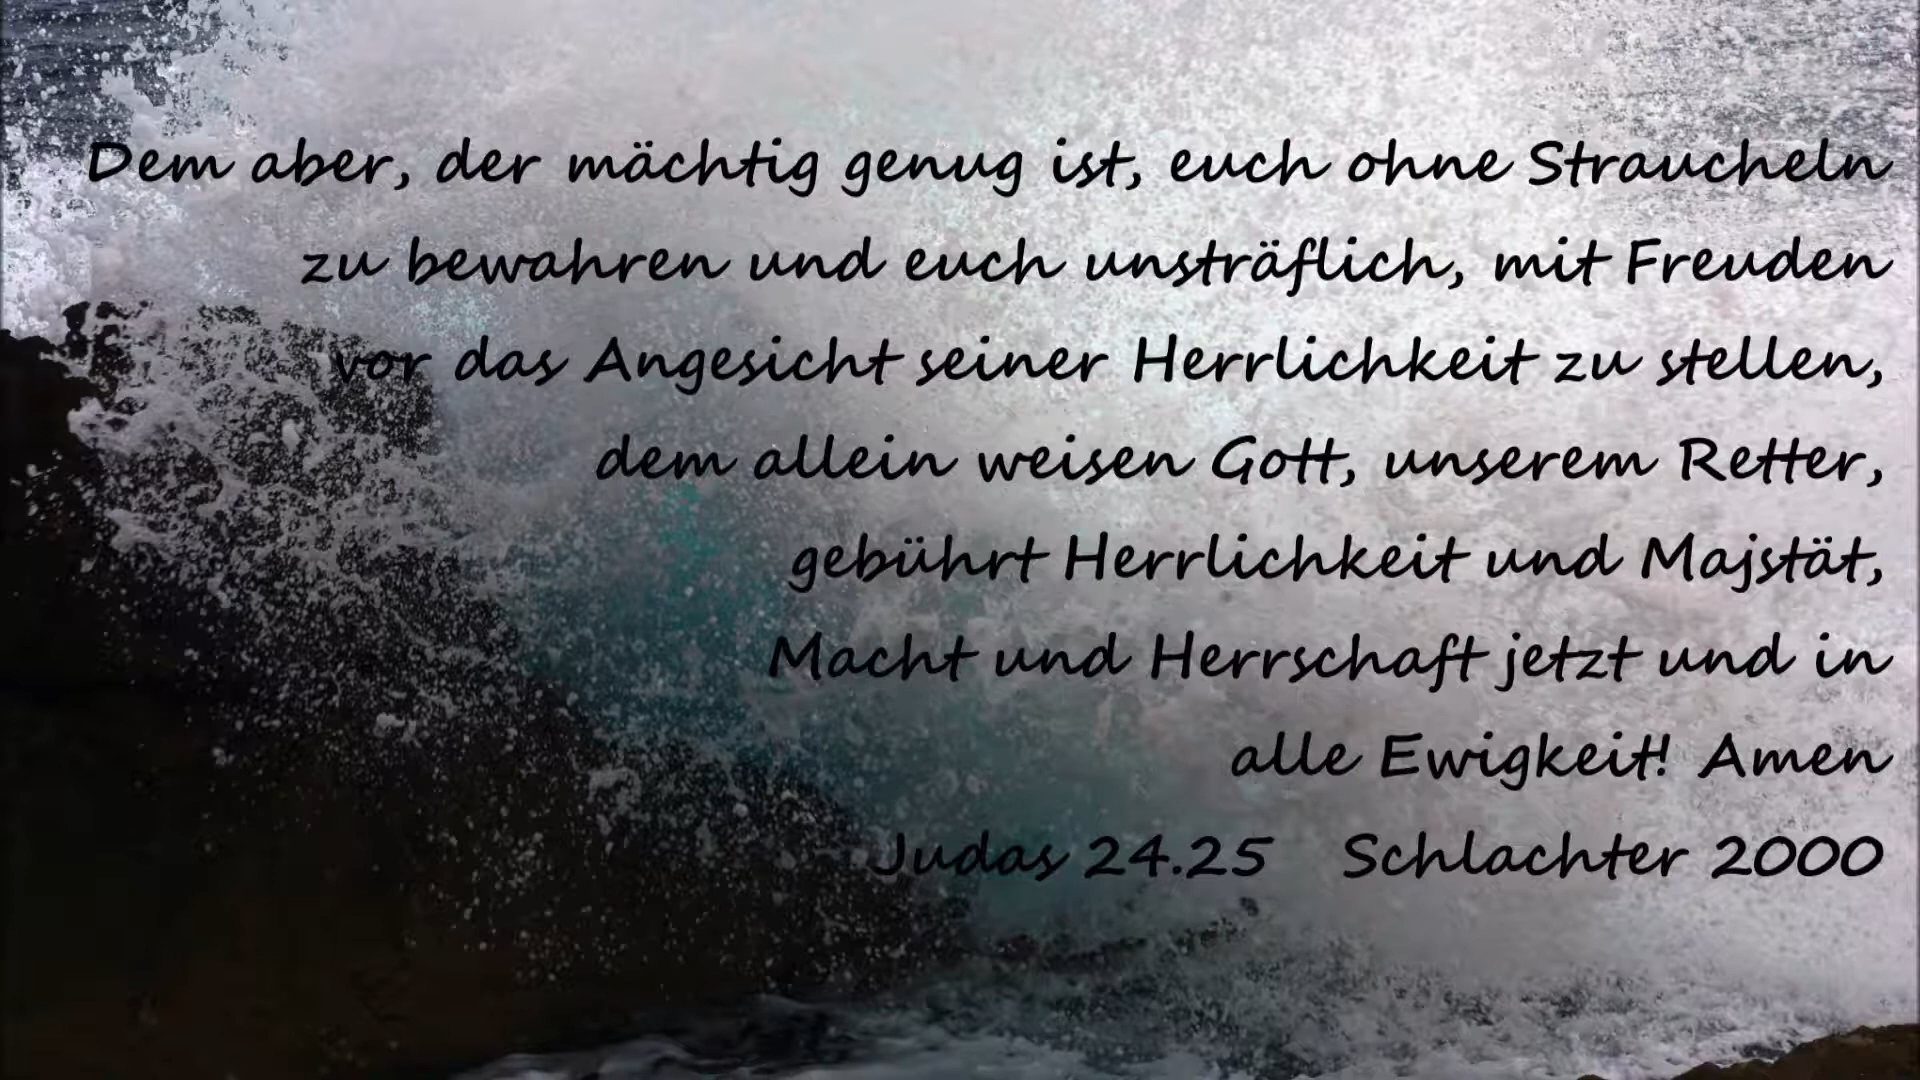 Dem aber, der mächtig genug ist, euch ohne Straucheln
zu bewahren und euch unsträflich, mit Freuden
vor das Angesicht seiner Herrlichkeit zu stellen,
dem allein weisen Gott, unserem Retter,
gebührt Herrlichkeit und Majstät,
Macht und Herrschaft jetzt und in
alle Ewigkeit! Amen
Judas 24.25 Schlachter 2000